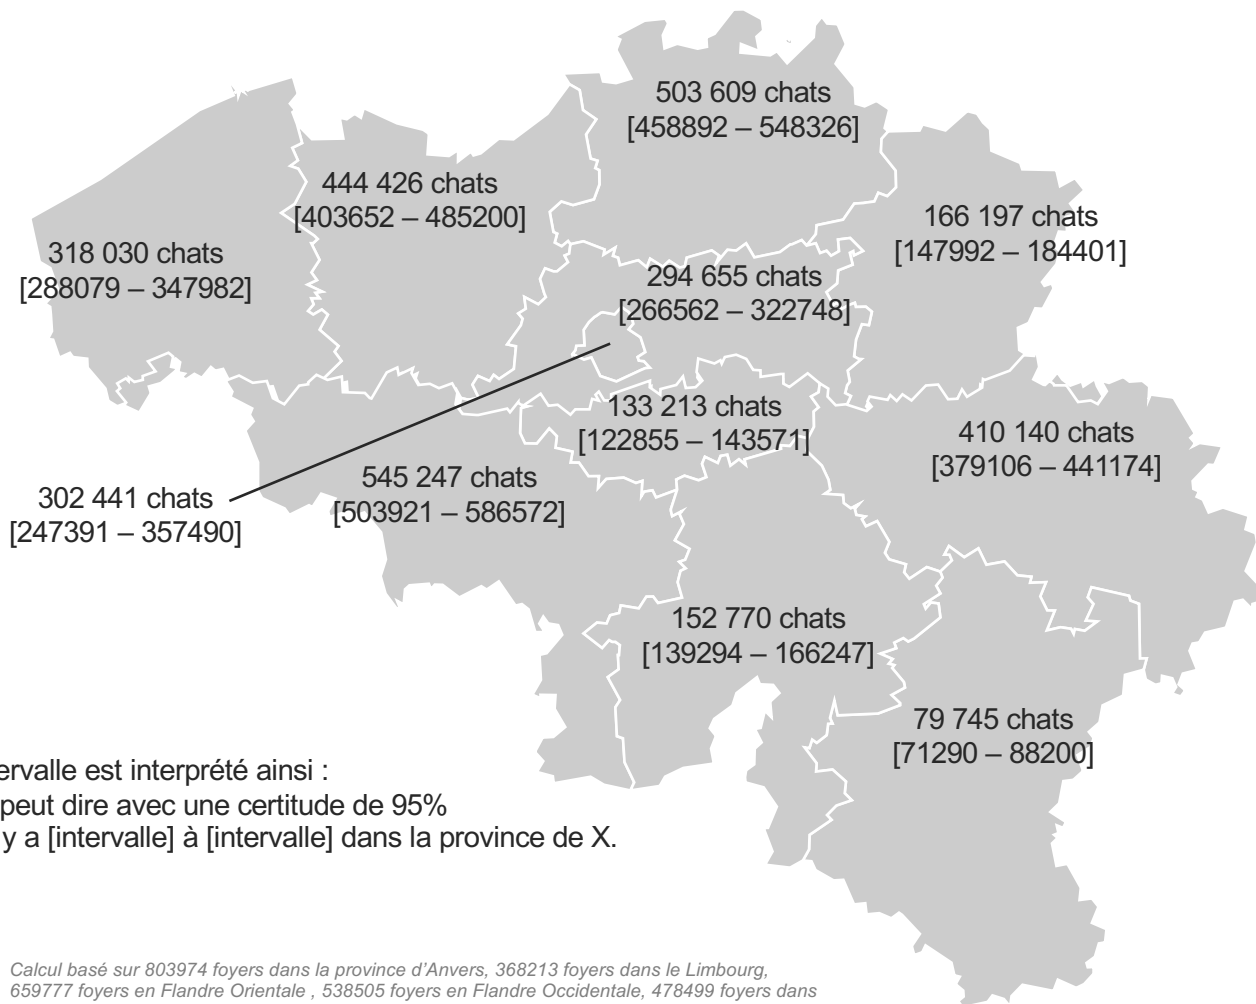 503 609 chats
[458892 – 548326]
444 426 chats
[403652 – 485200]
166 197 chats
[147992 – 184401]
318 030 chats
[288079 – 347982]
294 655 chats
[266562 – 322748]
133 213 chats
[122855 – 143571]
410 140 chats
[379106 – 441174]
545 247 chats
[503921 – 586572]
302 441 chats
[247391 – 357490]
152 770 chats
[139294 – 166247]
79 745 chats
[71290 – 88200]
ervalle est interprété ainsi :
peut dire avec une certitude de 95%
y a [intervalle] à [intervalle] dans la province de X.
Calcul basé sur 803974 foyers dans la province d’Anvers, 368213 foyers dans le Limbourg,
659777 foyers en Flandre Orientale , 538505 foyers en Flandre Occidentale, 478499 foyers dans